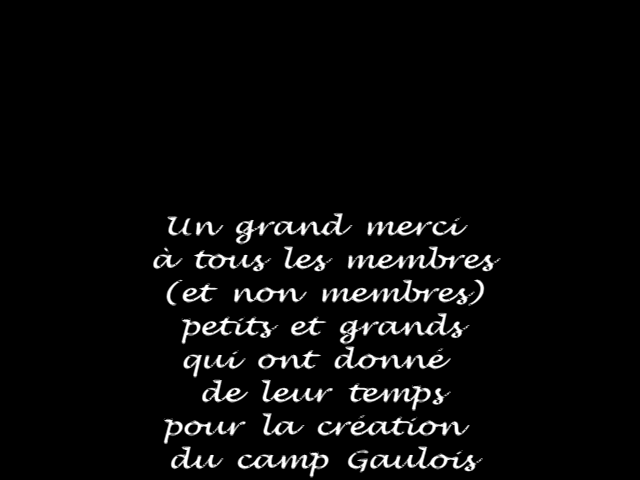 Un grand merci
à tous les membres
(et non membres)
petits et grands
qui ont donné
de leur temps
pour la création
du camp Gaulois